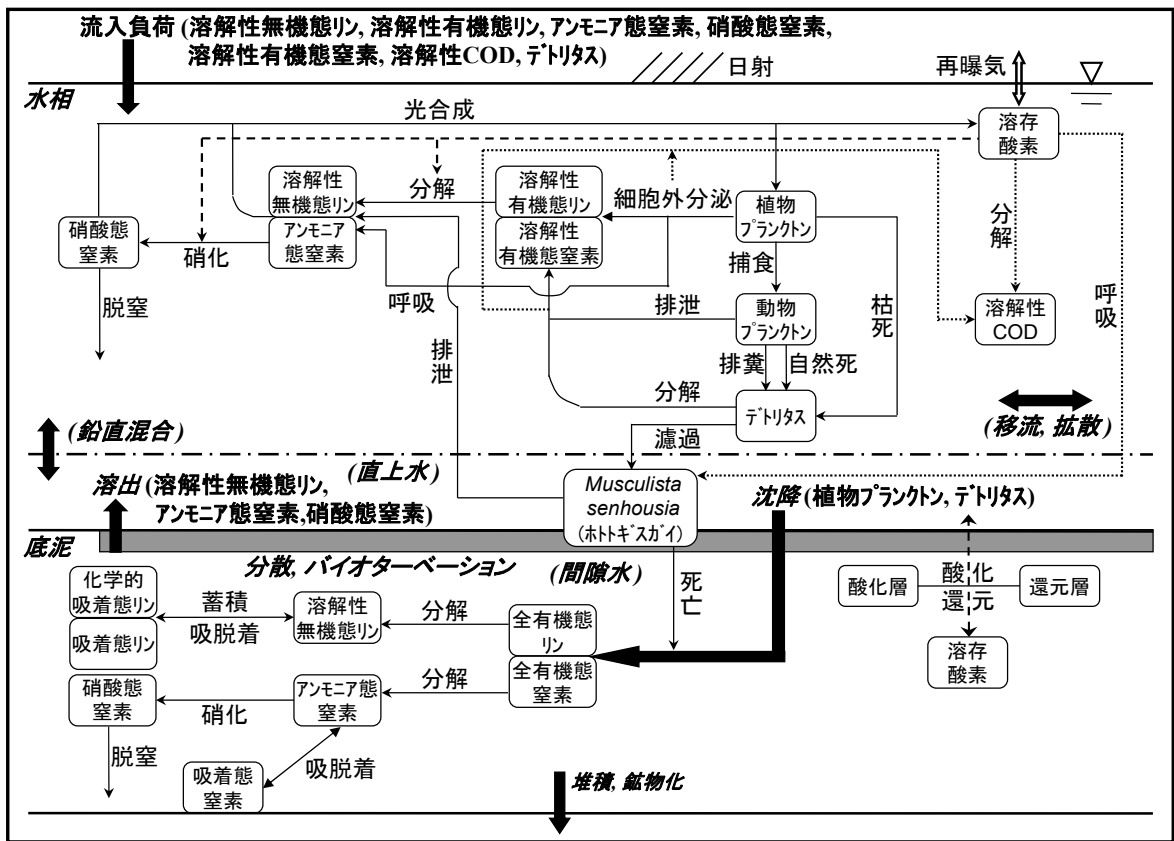 流入負荷 (溶解性無機態リン, 溶解性有機態リン, アンモニア態窒素, 硝酸態窒素,
溶解性有機態窒素, 溶解性COD, デトリタス)
日射
再曝気
水相
光合成
溶存
酸素
溶解性
無機態リン
アンモニア
態窒素
分解
溶解性
有機態リン
溶解性
有機態窒素
細胞外分泌
植物
プランクトン
分解
硝酸態
窒素
硝化
捕食
脱窒
呼吸
排泄
動物
プランクトン
枯死
溶解性
COD
呼吸
排泄
排糞
自然死
分解
デトリタス
(鉛直混合)
濾過
(移流, 拡散)
(直上水)
溶出 (溶解性無機態リン,
アンモニア態窒素,硝酸態窒素)
Musculista
senhousia
(ホトトギスガイ)
沈降 (植物プランクトン, デトリタス)
底泥
分散, バイオターベーション
(間隙水)
死亡
化学的
吸着態リン
吸着態リン
蓄積
吸脱着
溶解性
無機態リン
分解
全有機態
リン
全有機態
窒素
酸化層
酸化
還元
還元層
溶存
酸素
硝酸態
窒素
硝化
アンモニア態
窒素
分解
脱窒
吸着態
窒素
吸脱着
堆積, 鉱物化